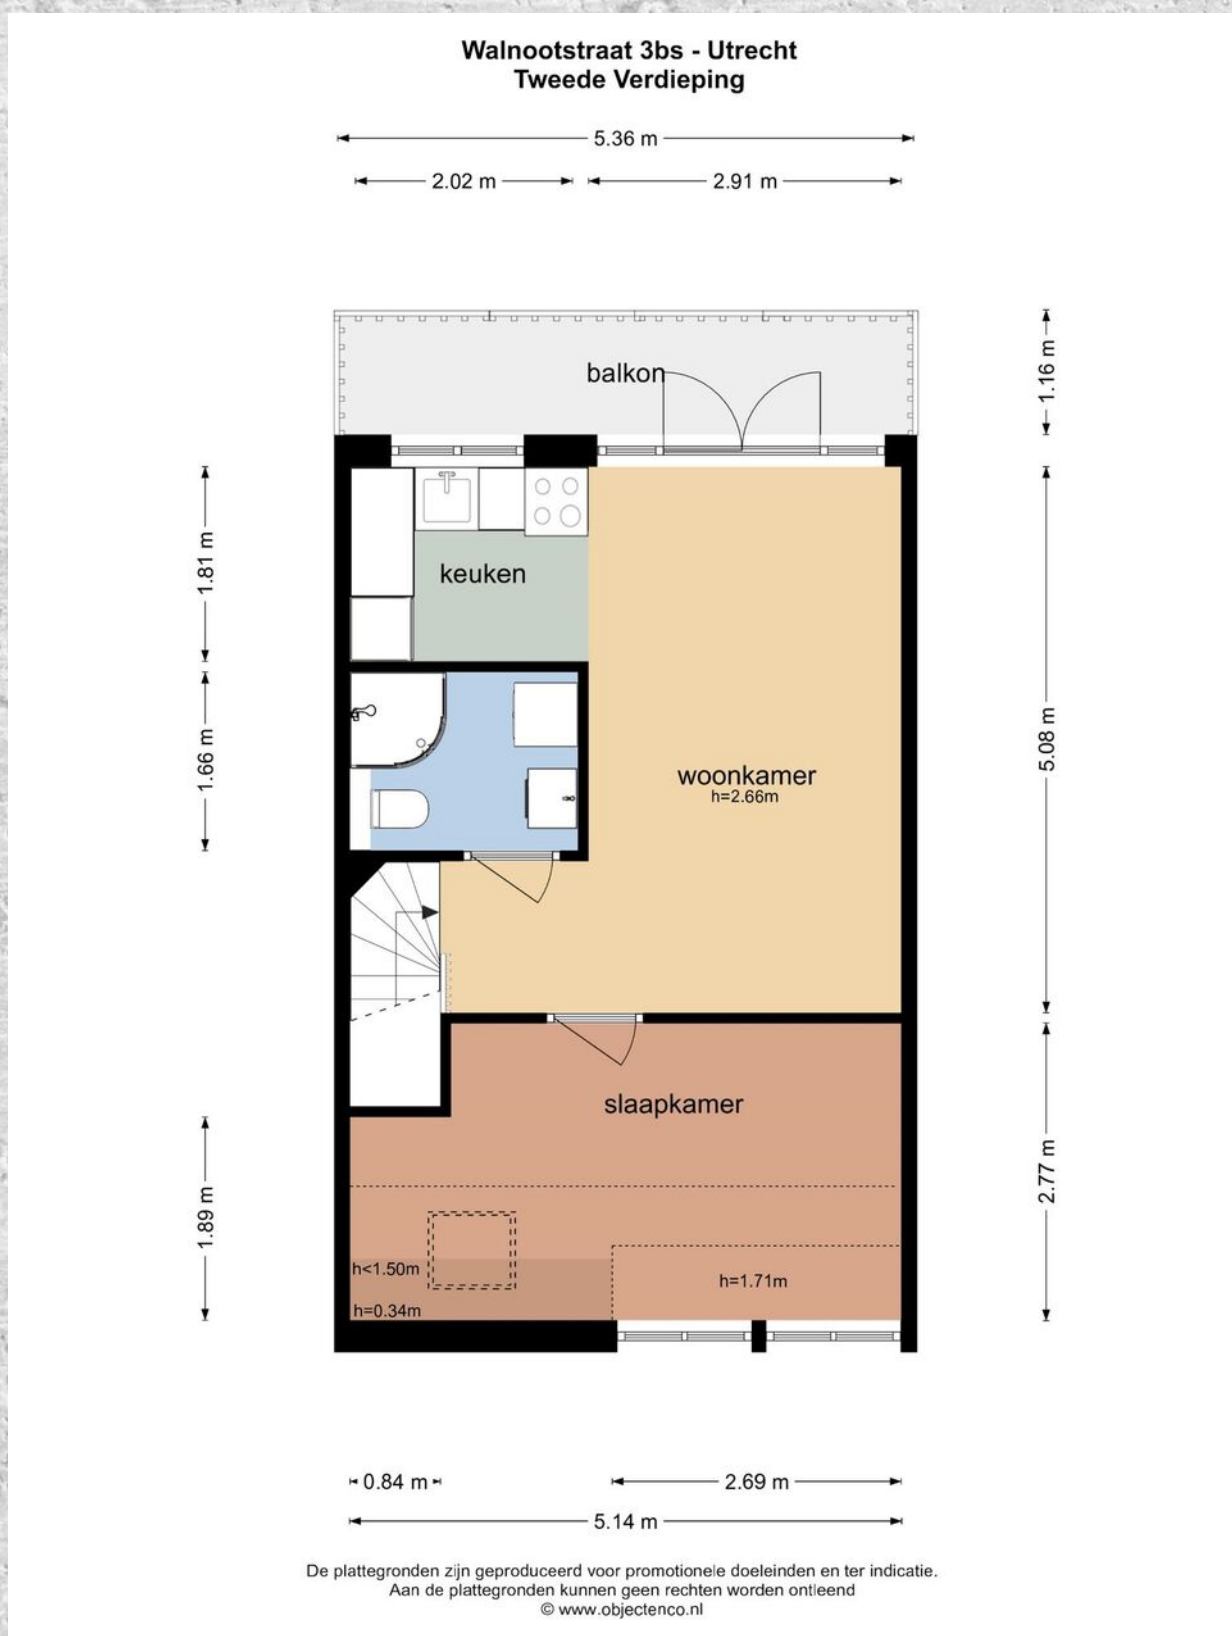 Walnootstraat 3bs - Utrecht
Tweede Verdieping
5.36 m
2.02 m
2.91 m
balkon
1.16 m
1.81 m
keuken
1.66 m
woonkamer
h=2.66m
5.08 m
slaapkamer
2.77 m
1.89 m
h<1.50m
h=1.71m
h=0.34m
0.84 m
2.69 m
5.14 m
De plattegronden zijn geproduceerd voor promotionele doeleinden en ter indicatie.
Aan de plattegronden kunnen geen rechten worden ontleend
© www.objectenco.nl